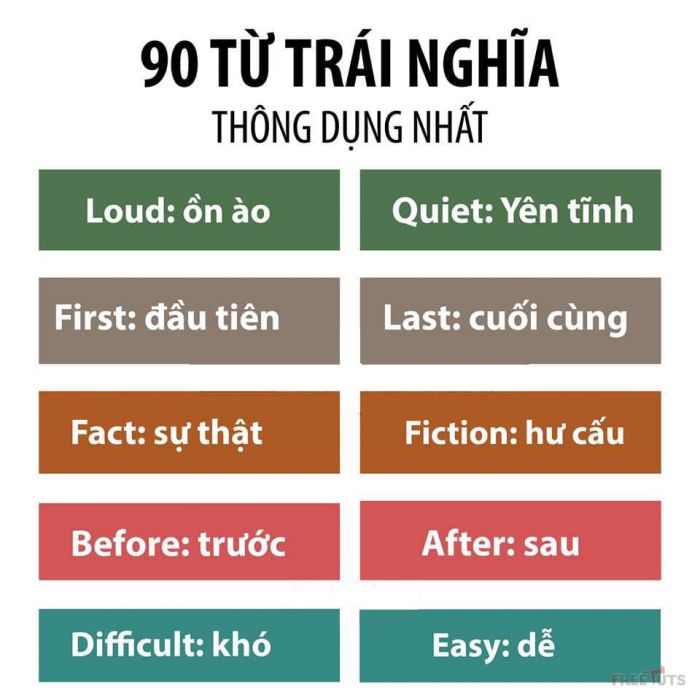 90 TỪ TRÁI NGHĨA
THÔNG DỤNG NHẤT
Loud: ồn ào
Quiet: Yên tĩnh
First: đầu tiên
Last: cuối cùng
Fact: sự thật
Fiction: hư cấu
Before: trước
After: sau
Difficult: khó
Easy: dễ
FREETUTS